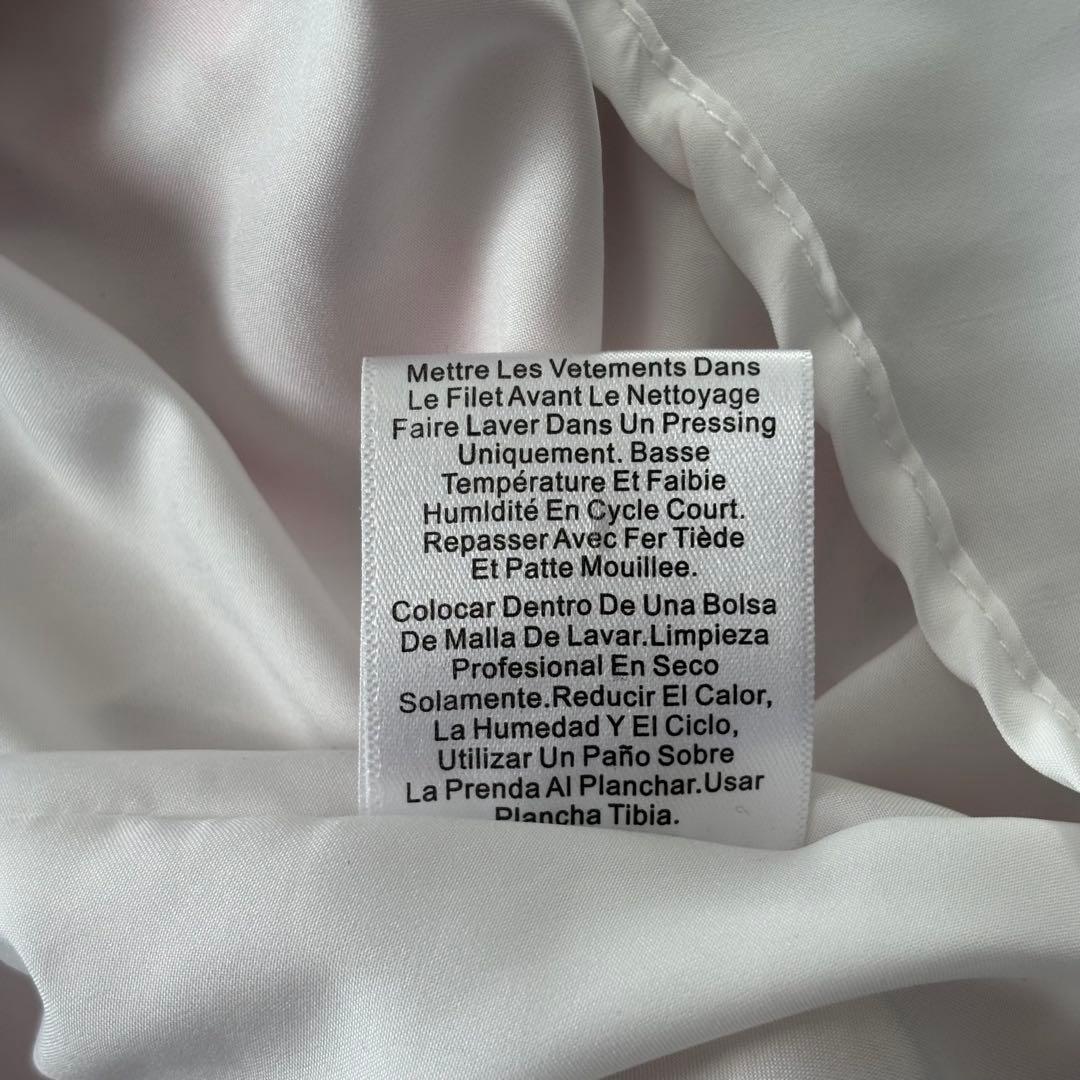 Mettre Les Vetements Dans
Le Filet Avant Le Nettoyage
Faire Laver Dans Un Pressing
Uniquement. Basse
Température Et Faibie
Humldité En Cycle Court.
Repasser Avec Fer Tiède
Et Patte Mouillee.
Colocar Dentro De Una Bolsa
De Malla De Lavar.Limpieza
Profesional En Seco
Solamente.Reducir El Calor,
La Humedad Y El Ciclo,
Utilizar Un Paño Sobre
La Prenda Al Planchar.Usar
Plancha Tibia.